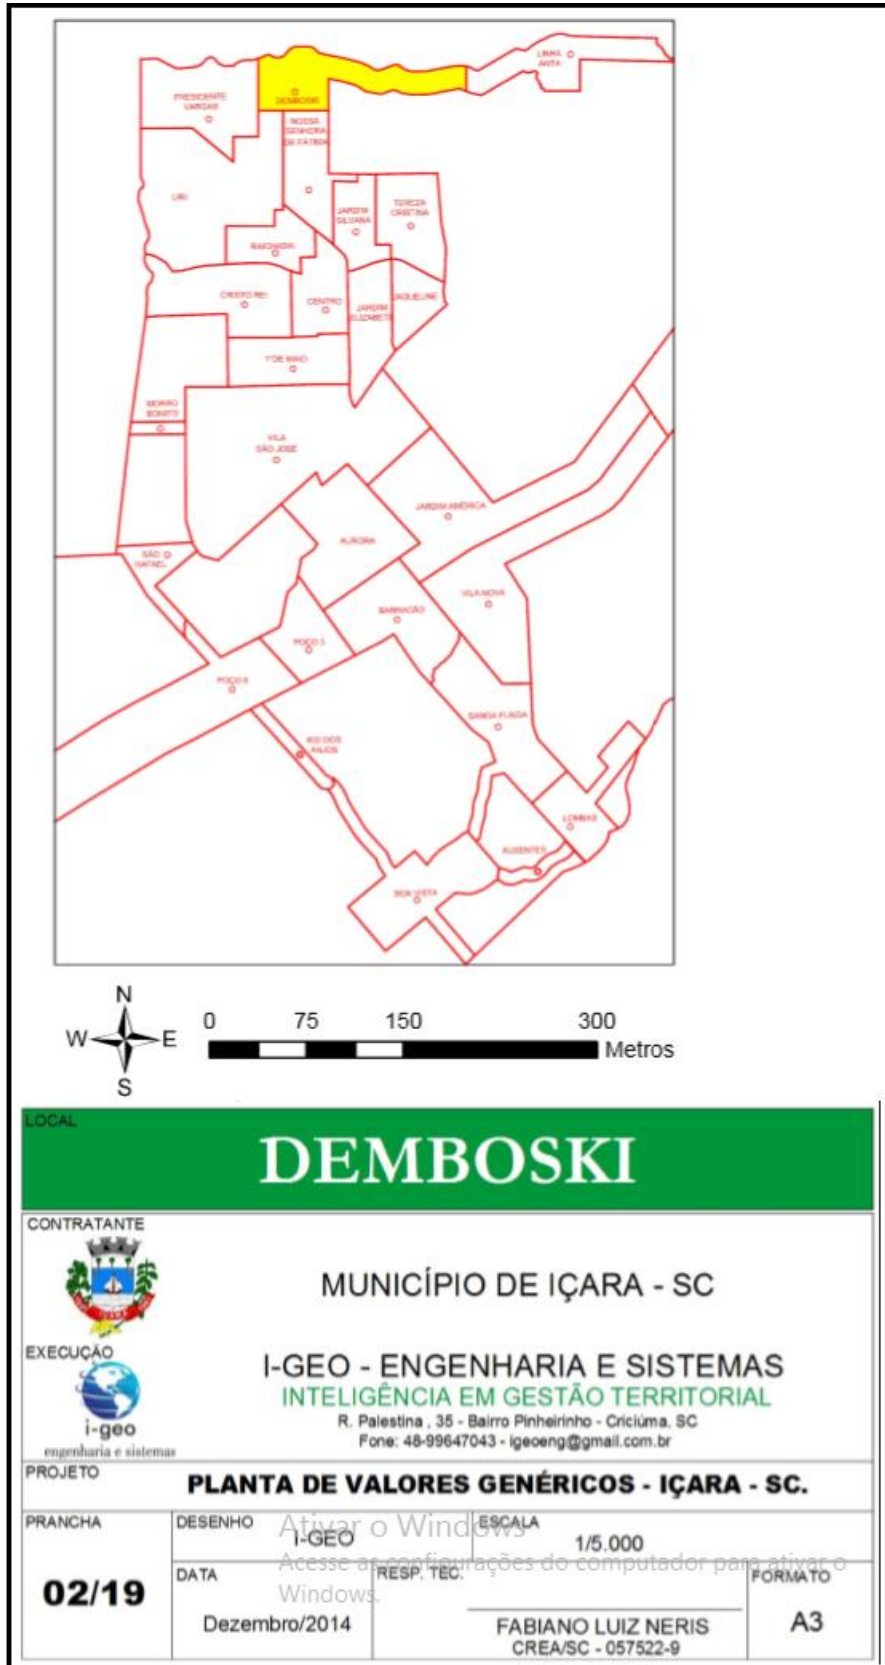 LINHA
ANTA
PRESIDENTE
VARGAS
DEMBOSKI
NOSSA
SENHORA
DE FÁTIMA
LIRI
JARDIM
SILVANA
TEREZA
CRISTINA
RAICHASKI
CRISTO REI
CENTRO
JARDIM
ELIZABETE
JAQUELINE
1º DE MAIO
MORRO
BONITO
VILA
SÃO JOSE
JARDIM AMÉRICA
AURORA
SÃO
RAFAEL
VILA NOVA
BARRACÃO
POÇO 3
POÇO 8
SANGA FUNDA
RIO DOS
ANJOS
LOMBAS
AUSENTES
BOA VISTA
N
W E
S
0 75 150 300
Metros
LOCAL
DEMBOSKI
CONTRATANTE
IÇARA
MUNICÍPIO DE IÇARA - SC
EXECUÇÃO
i-geo
engenharia e sistemas
I-GEO - ENGENHARIA E SISTEMAS
INTELIGÊNCIA EM GESTÃO TERRITORIAL
R. Palestina , 35 - Bairro Pinheirinho - Criciúma, SC
Fone: 48-99647043 - igeoeng@gmail.com.br
PROJETO
PLANTA DE VALORES GENÉRICOS - IÇARA - SC.
PRANCHA
02/19
DESENHO
I-GEO
ESCALA
1/5.000
Ativar o Windows
Acesse as configurações do computador para ativar o
Windows.
DATA
Dezembro/2014
RESP. TEC.
FABIANO LUIZ NERIS
CREA/SC - 057522-9
FORMATO
A3